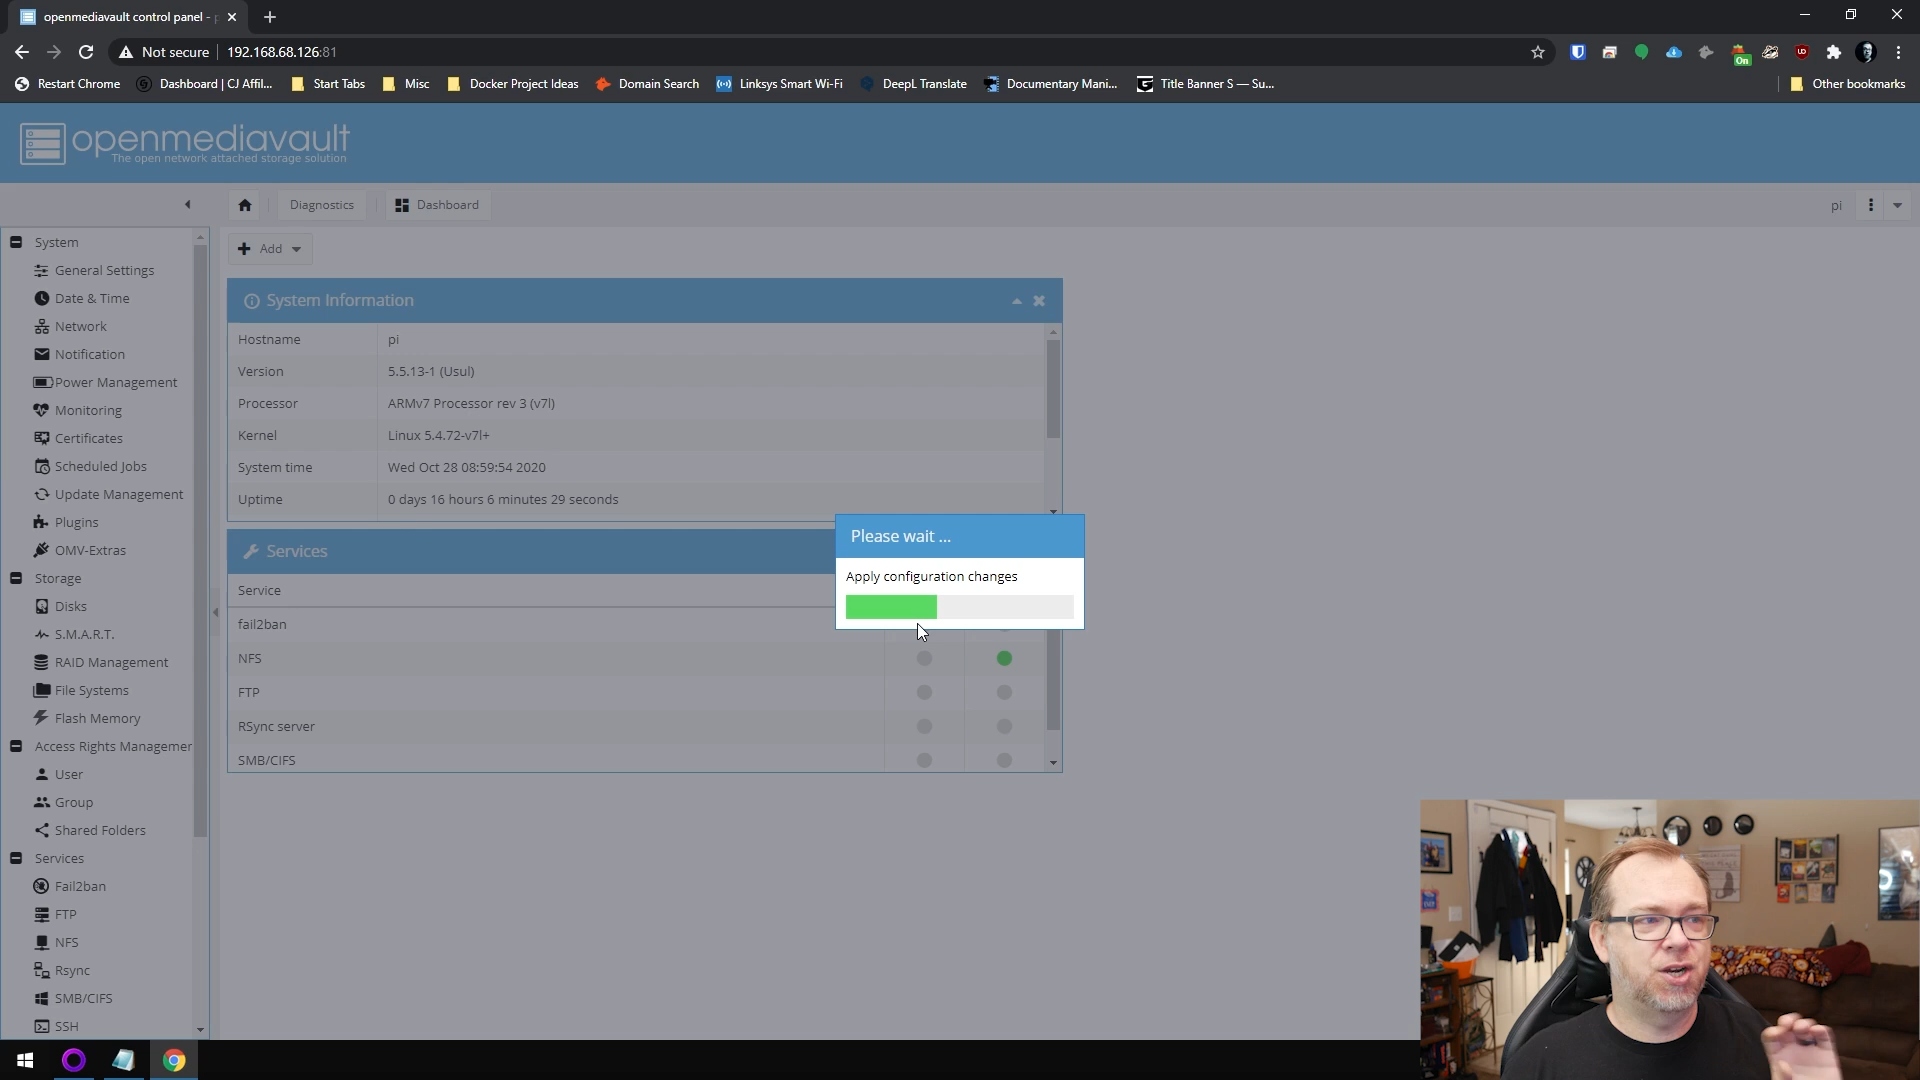 openmediavault control panel - p
Not secure
192.168.68.126:81
On
Restart Chrome
Dashboard | CJ Affil...
Start Tabs
Misc
Docker Project Ideas
Domain Search
Linksys Smart Wi-Fi
DeepL Translate
Documentary Mani...
Title Banner S — Su...
Other bookmarks
openmediavault
The open network attached storage solution
Diagnostics
Dashboard
pi
System
General Settings
Date & Time
Network
Notification
Power Management
Monitoring
Certificates
Scheduled Jobs
Update Management
Plugins
OMV-Extras
Storage
Disks
S.M.A.R.T.
RAID Management
File Systems
Flash Memory
Access Rights Managemen
User
Group
Shared Folders
Services
Fail2ban
FTP
NFS
Rsync
SMB/CIFS
SSH
Add
System Information
Hostname pi
Version 5.5.13-1 (Usul)
Processor ARMv7 Processor rev 3 (v7l)
Kernel Linux 5.4.72-v7l+
System time Wed Oct 28 08:59:54 2020
Uptime 0 days 16 hours 6 minutes 29 seconds
Services
Service
fail2ban
NFS
FTP
RSync server
SMB/CIFS
Please wait ...
Apply configuration changes